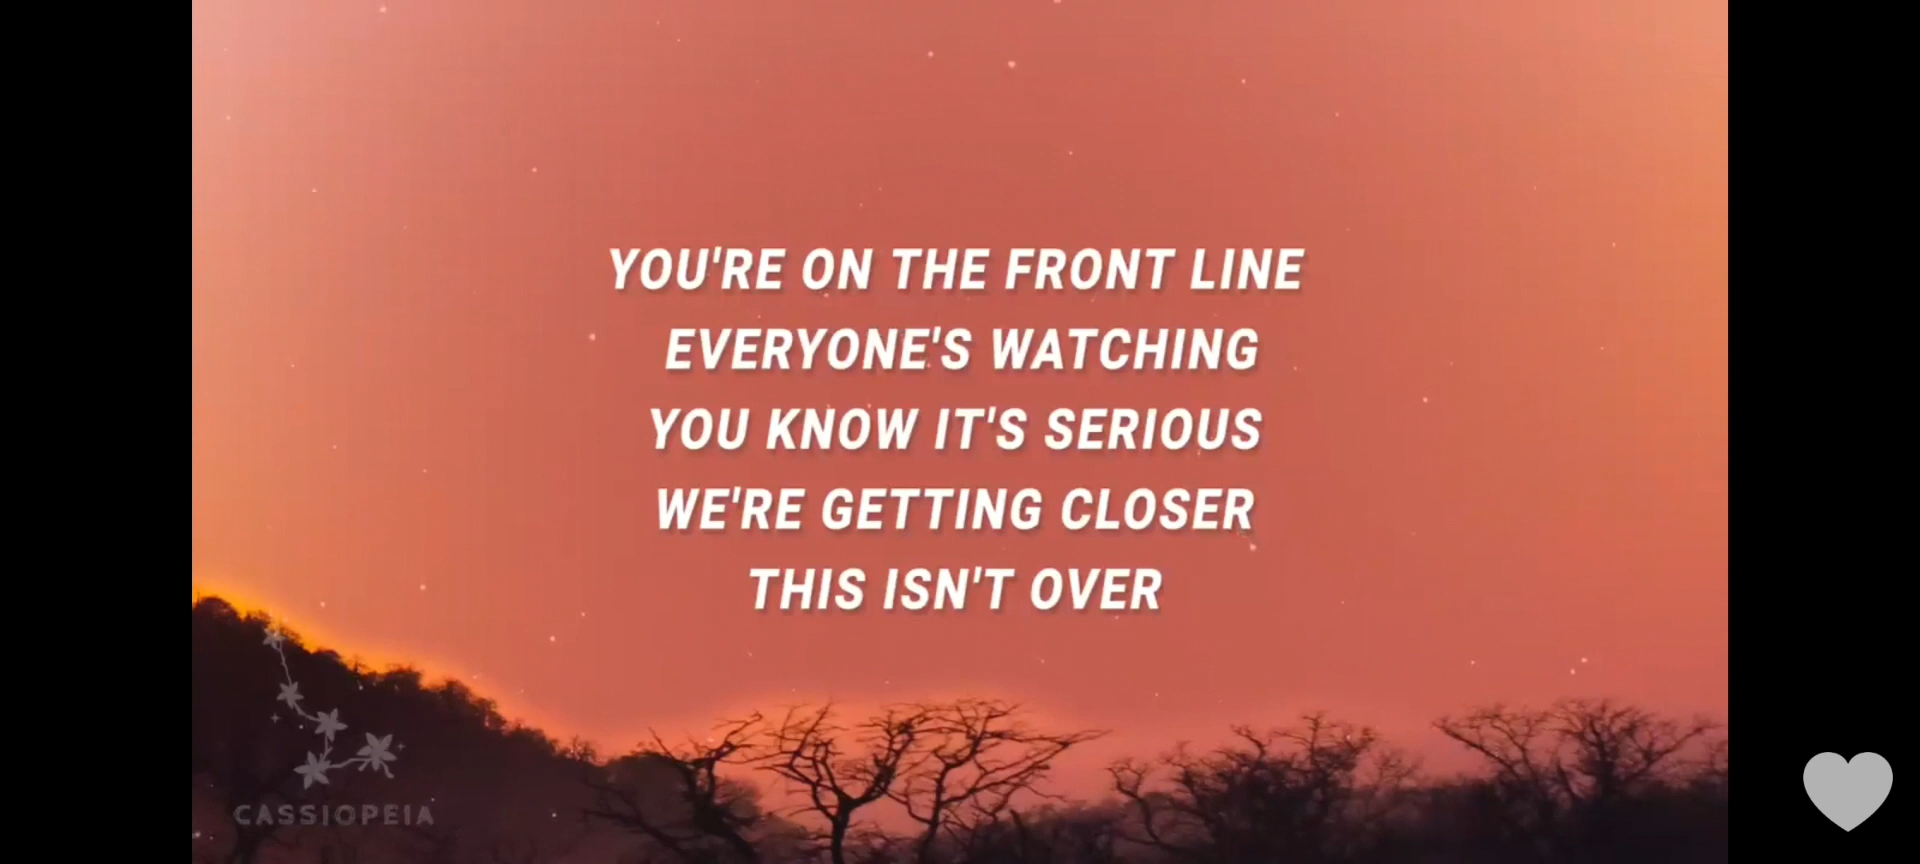 YOU'RE ON THE FRONT LINE
EVERYONE'S WATCHING
YOU KNOW IT'S SERIOUS
WE'RE GETTING CLOSER
THIS ISN'T OVER
CASSIOPEIA